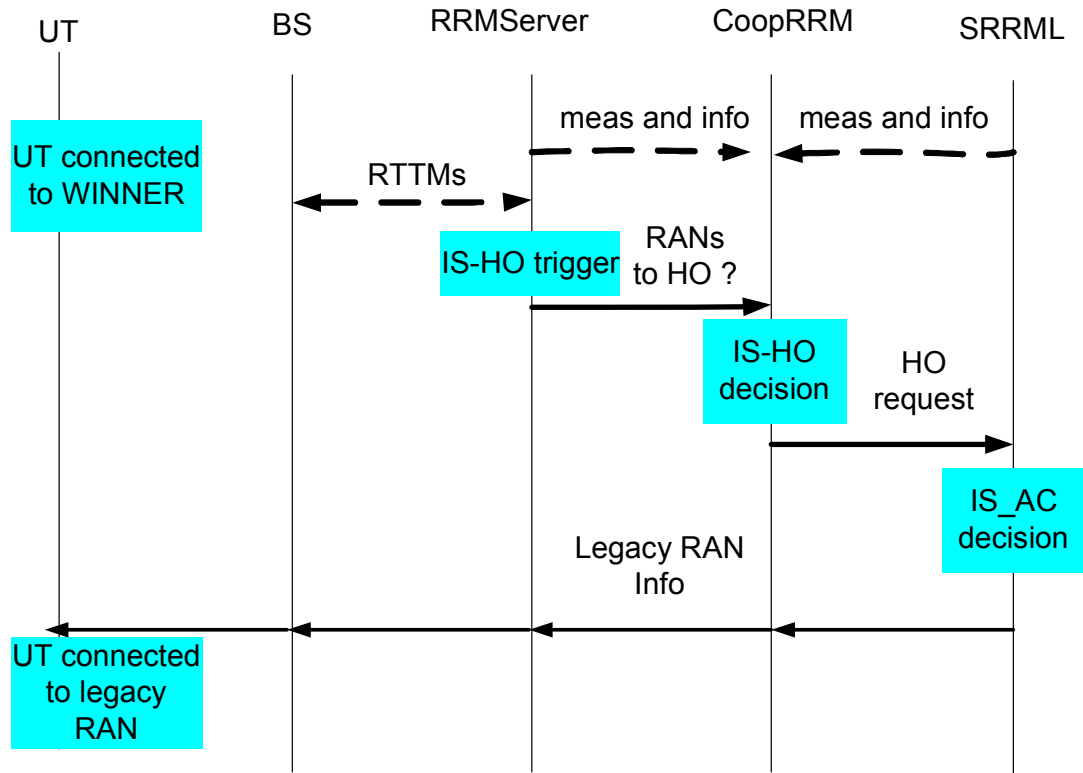 UT
BS
RRMServer
CoopRRM
SRRML
meas and info
meas and info
UT connected
to WINNER
RTTMs
IS-HO trigger
RANs
to HO ?
IS-HO
decision
HO
request
IS_AC
decision
Legacy RAN
Info
UT connected
to legacy
RAN